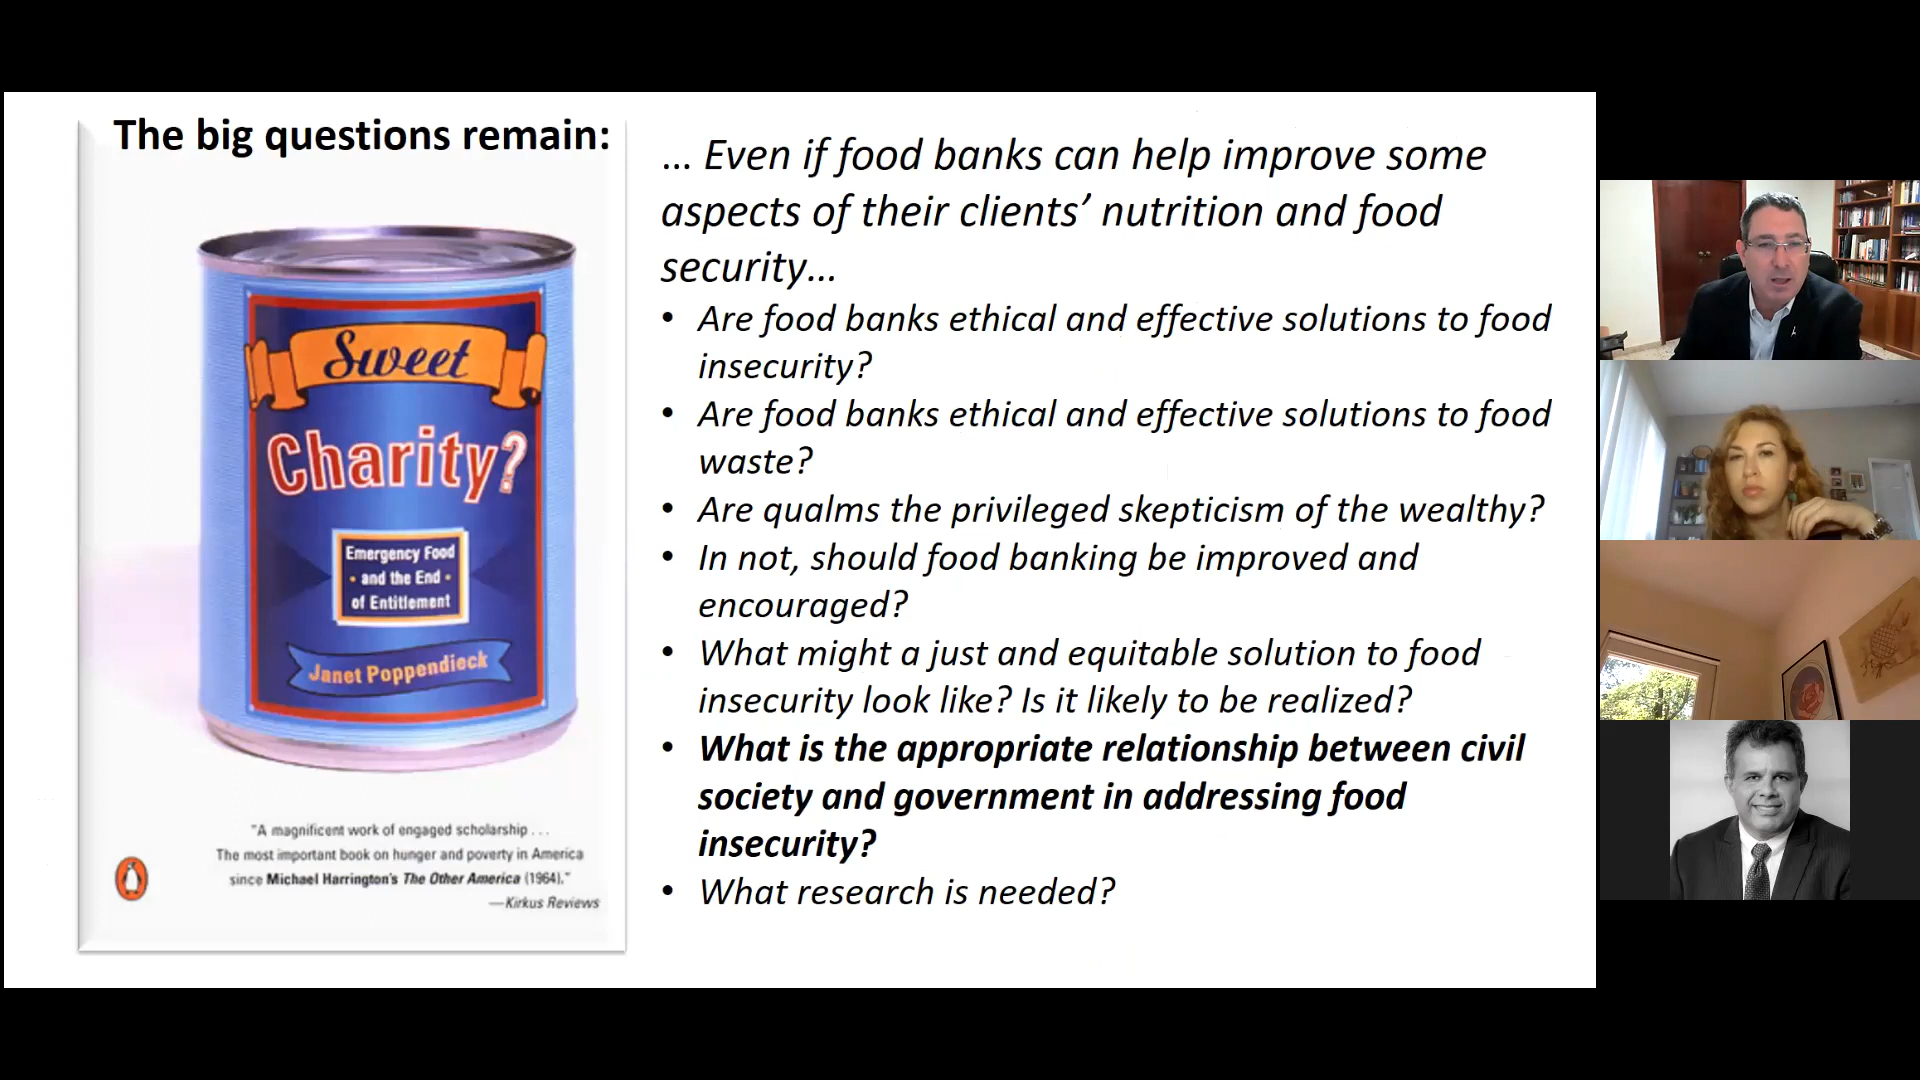 The big questions remain:
Sweet
Charity?
Emergency Food
• and the End •
of Entitlement
Janet Poppendieck
"A magnificent work of engaged scholarship . . .
The most important book on hunger and poverty in America
since Michael Harrington's The Other America (1964)."
—Kirkus Reviews
... Even if food banks can help improve some
aspects of their clients’ nutrition and food
security...
• Are food banks ethical and effective solutions to food
insecurity?
• Are food banks ethical and effective solutions to food
waste?
• Are qualms the privileged skepticism of the wealthy?
• In not, should food banking be improved and
encouraged?
• What might a just and equitable solution to food
insecurity look like? Is it likely to be realized?
• What is the appropriate relationship between civil
society and government in addressing food
insecurity?
• What research is needed?